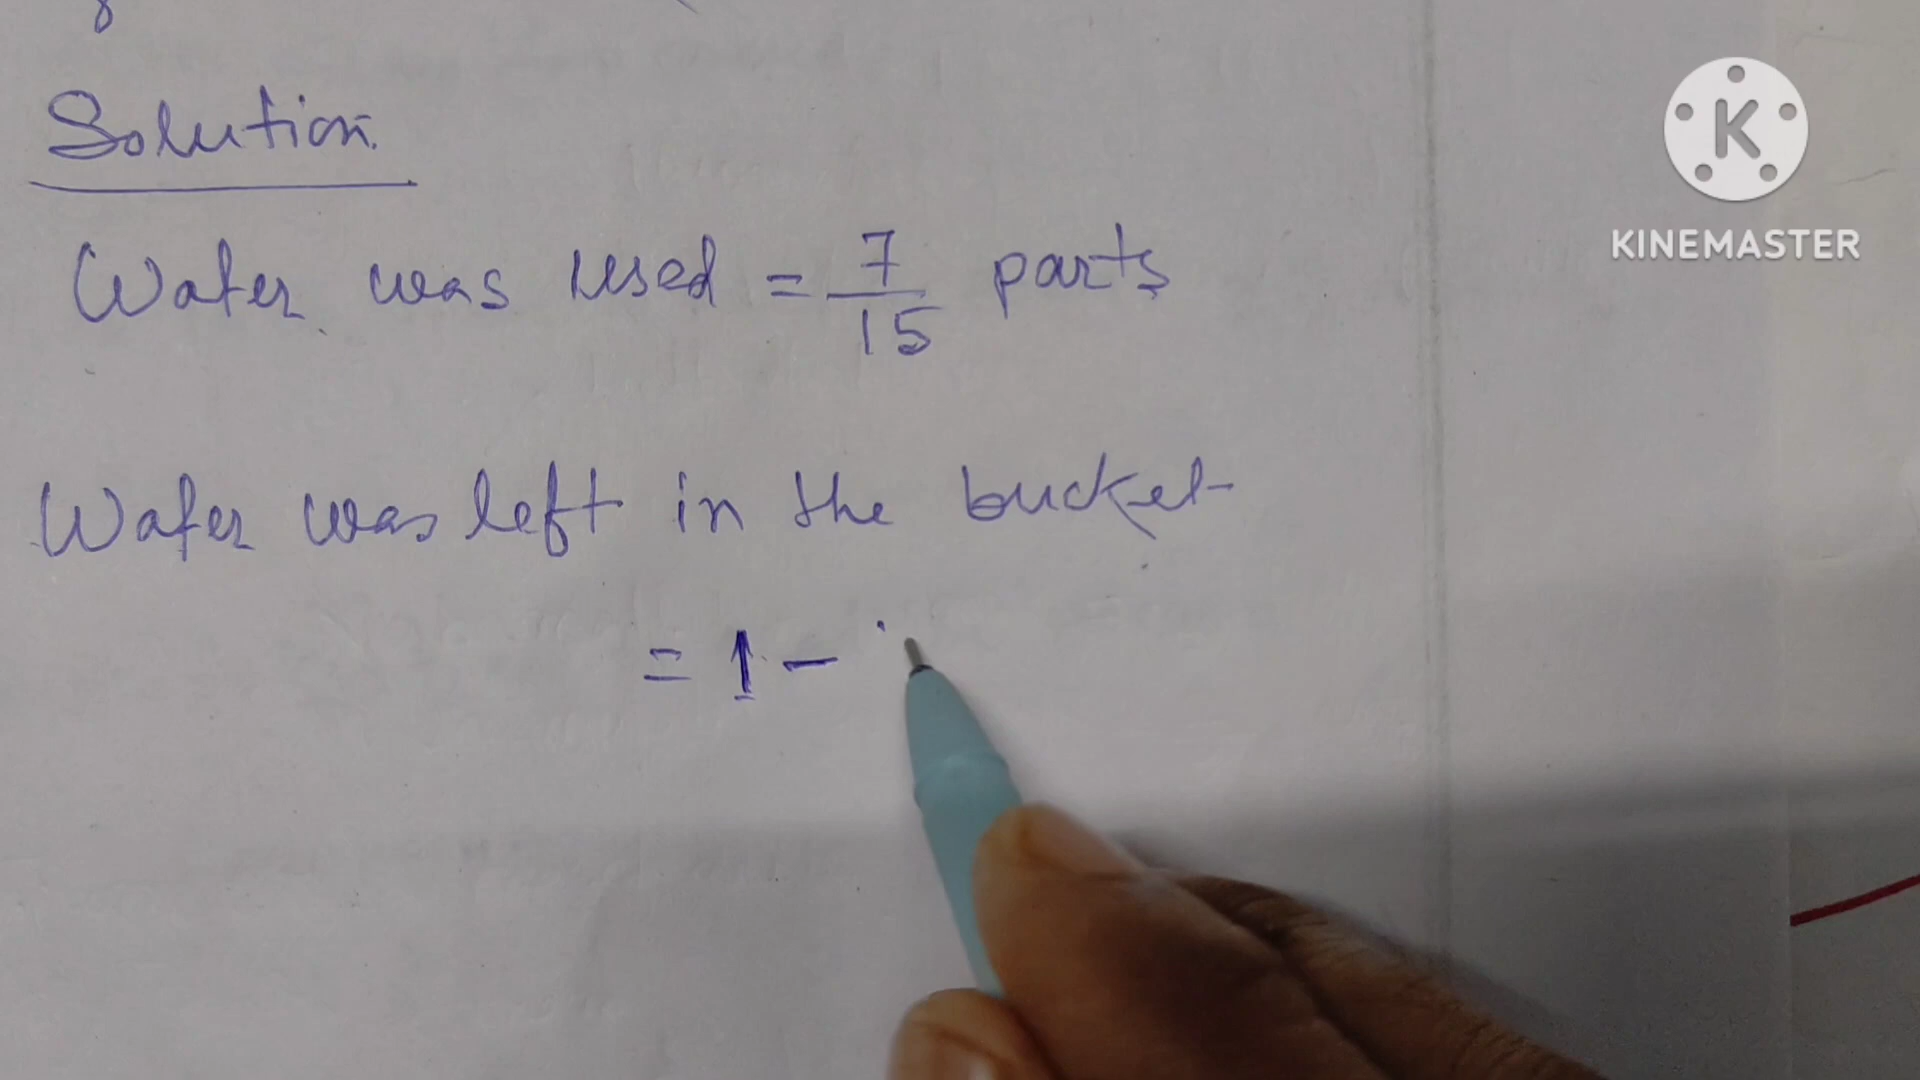 Solution
Water was used = 7/15 parts
Water was left in the bucket
= 1 -
KINEMASTER